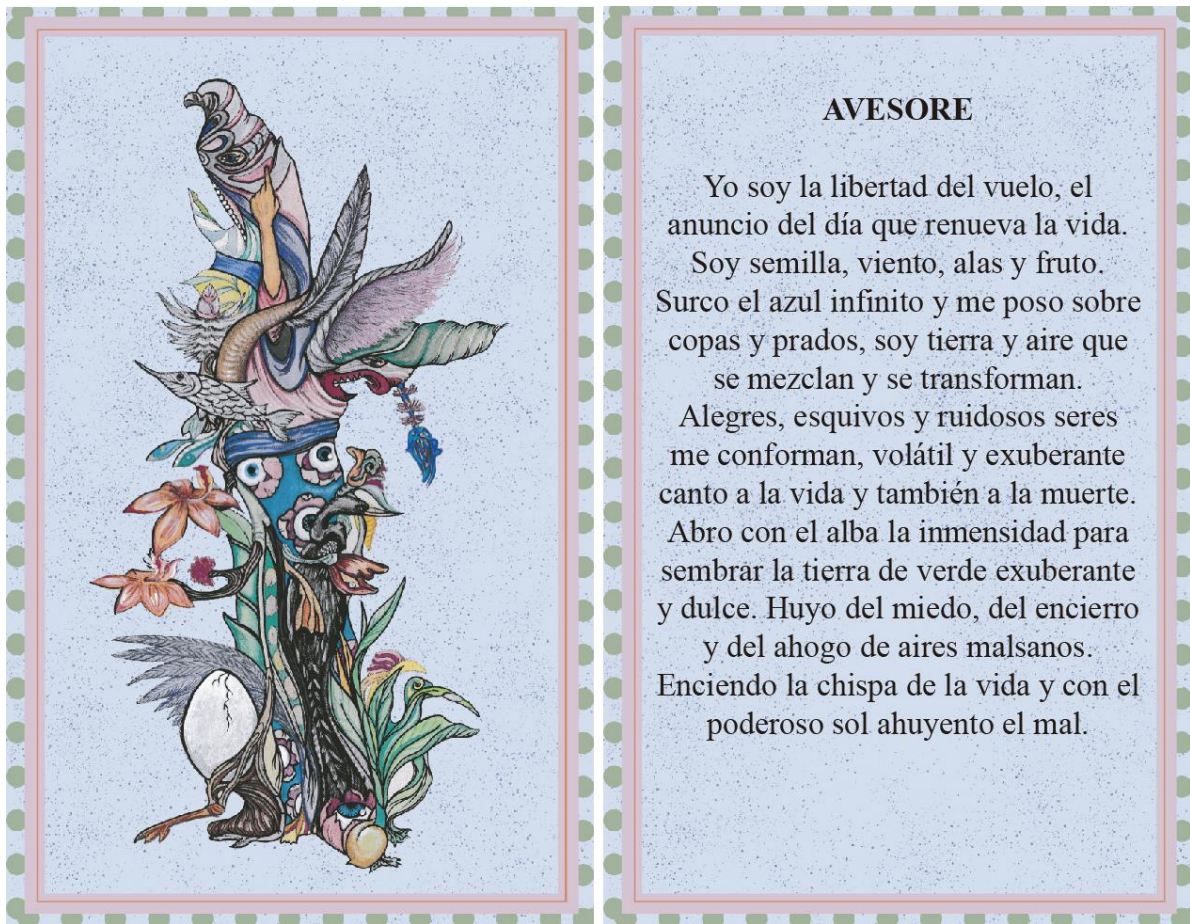 AVESORE
Yo soy la libertad del vuelo, el
anuncio del día que renueva la vida.
Soy semilla, viento, alas y fruto.
Surco el azul infinito y me poso sobre
copas y prados, soy tierra y aire que
se mezclan y se transforman.
Alegres, esquivos y ruidosos seres
me conforman, volátil y exuberante
canto a la vida y también a la muerte.
Abro con el alba la inmensidad para
sembrar la tierra de verde exuberante
y dulce. Huyo del miedo, del encierro
y del ahogo de aires malsanos.
Enciendo la chispa de la vida y con el
poderoso sol ahuyento el mal.